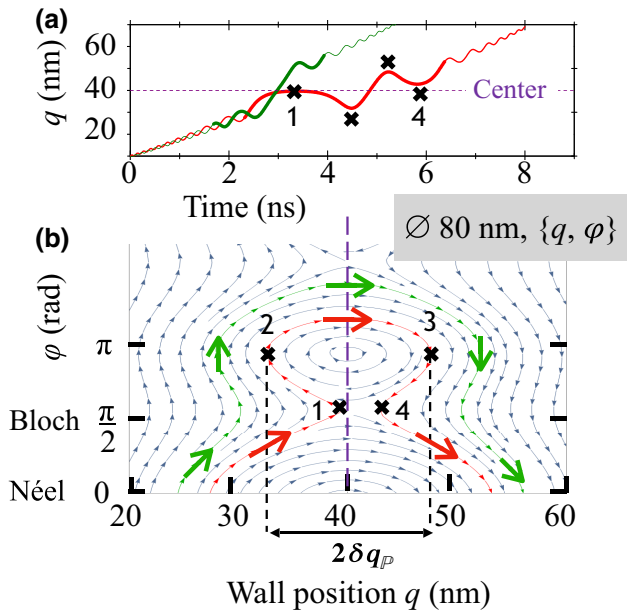 (a)
q (nm)
60
40
20
Center
1
4
0
2
4
6
8
Time (ns)
∅ 80 nm, {q, φ}
(b)
φ (rad)
π
Bloch π/2
Néel 0
2
3
1
4
20
30
40
50
60
2δqℙ
Wall position q (nm)